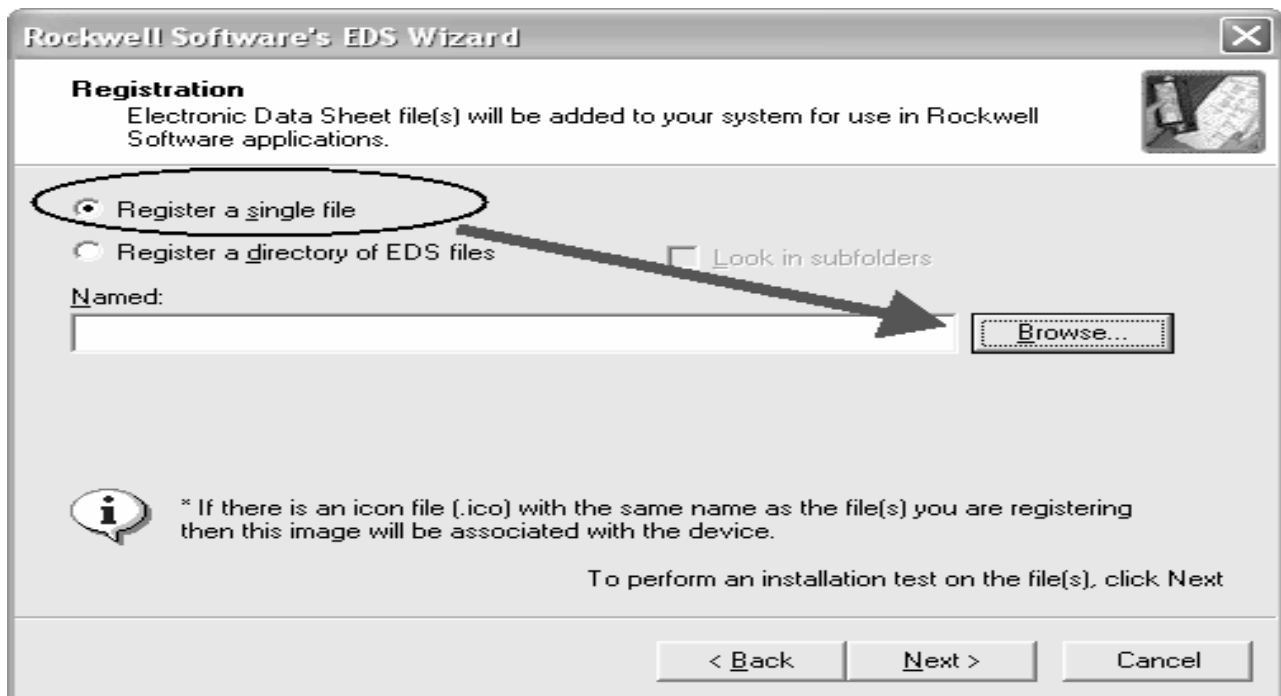 Rockwell Software's EDS Wizard
Registration
Electronic Data Sheet file(s) will be added to your system for use in Rockwell
Software applications.
Register a single file
Register a directory of EDS files
Look in subfolders
Named:
Browse...
* If there is an icon file (.ico) with the same name as the file(s) you are registering
then this image will be associated with the device.
To perform an installation test on the file(s), click Next
< Back
Next >
Cancel